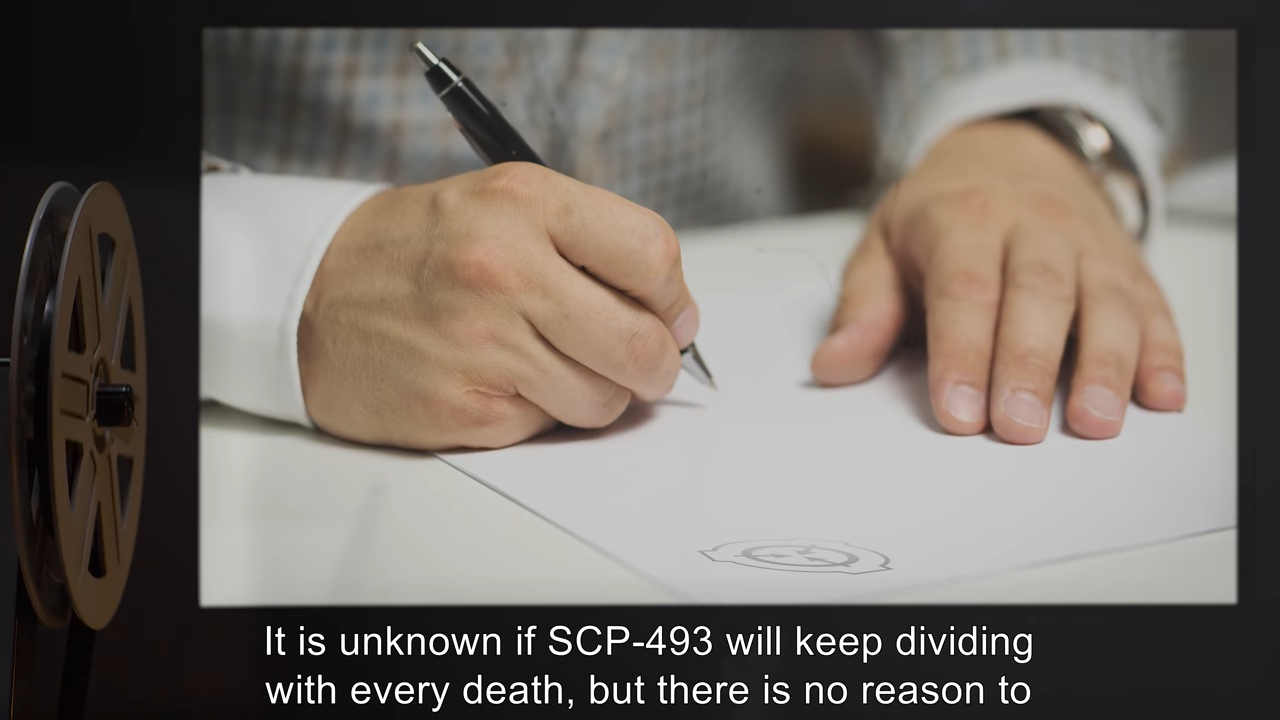 It is unknown if SCP-493 will keep dividing
with every death, but there is no reason to